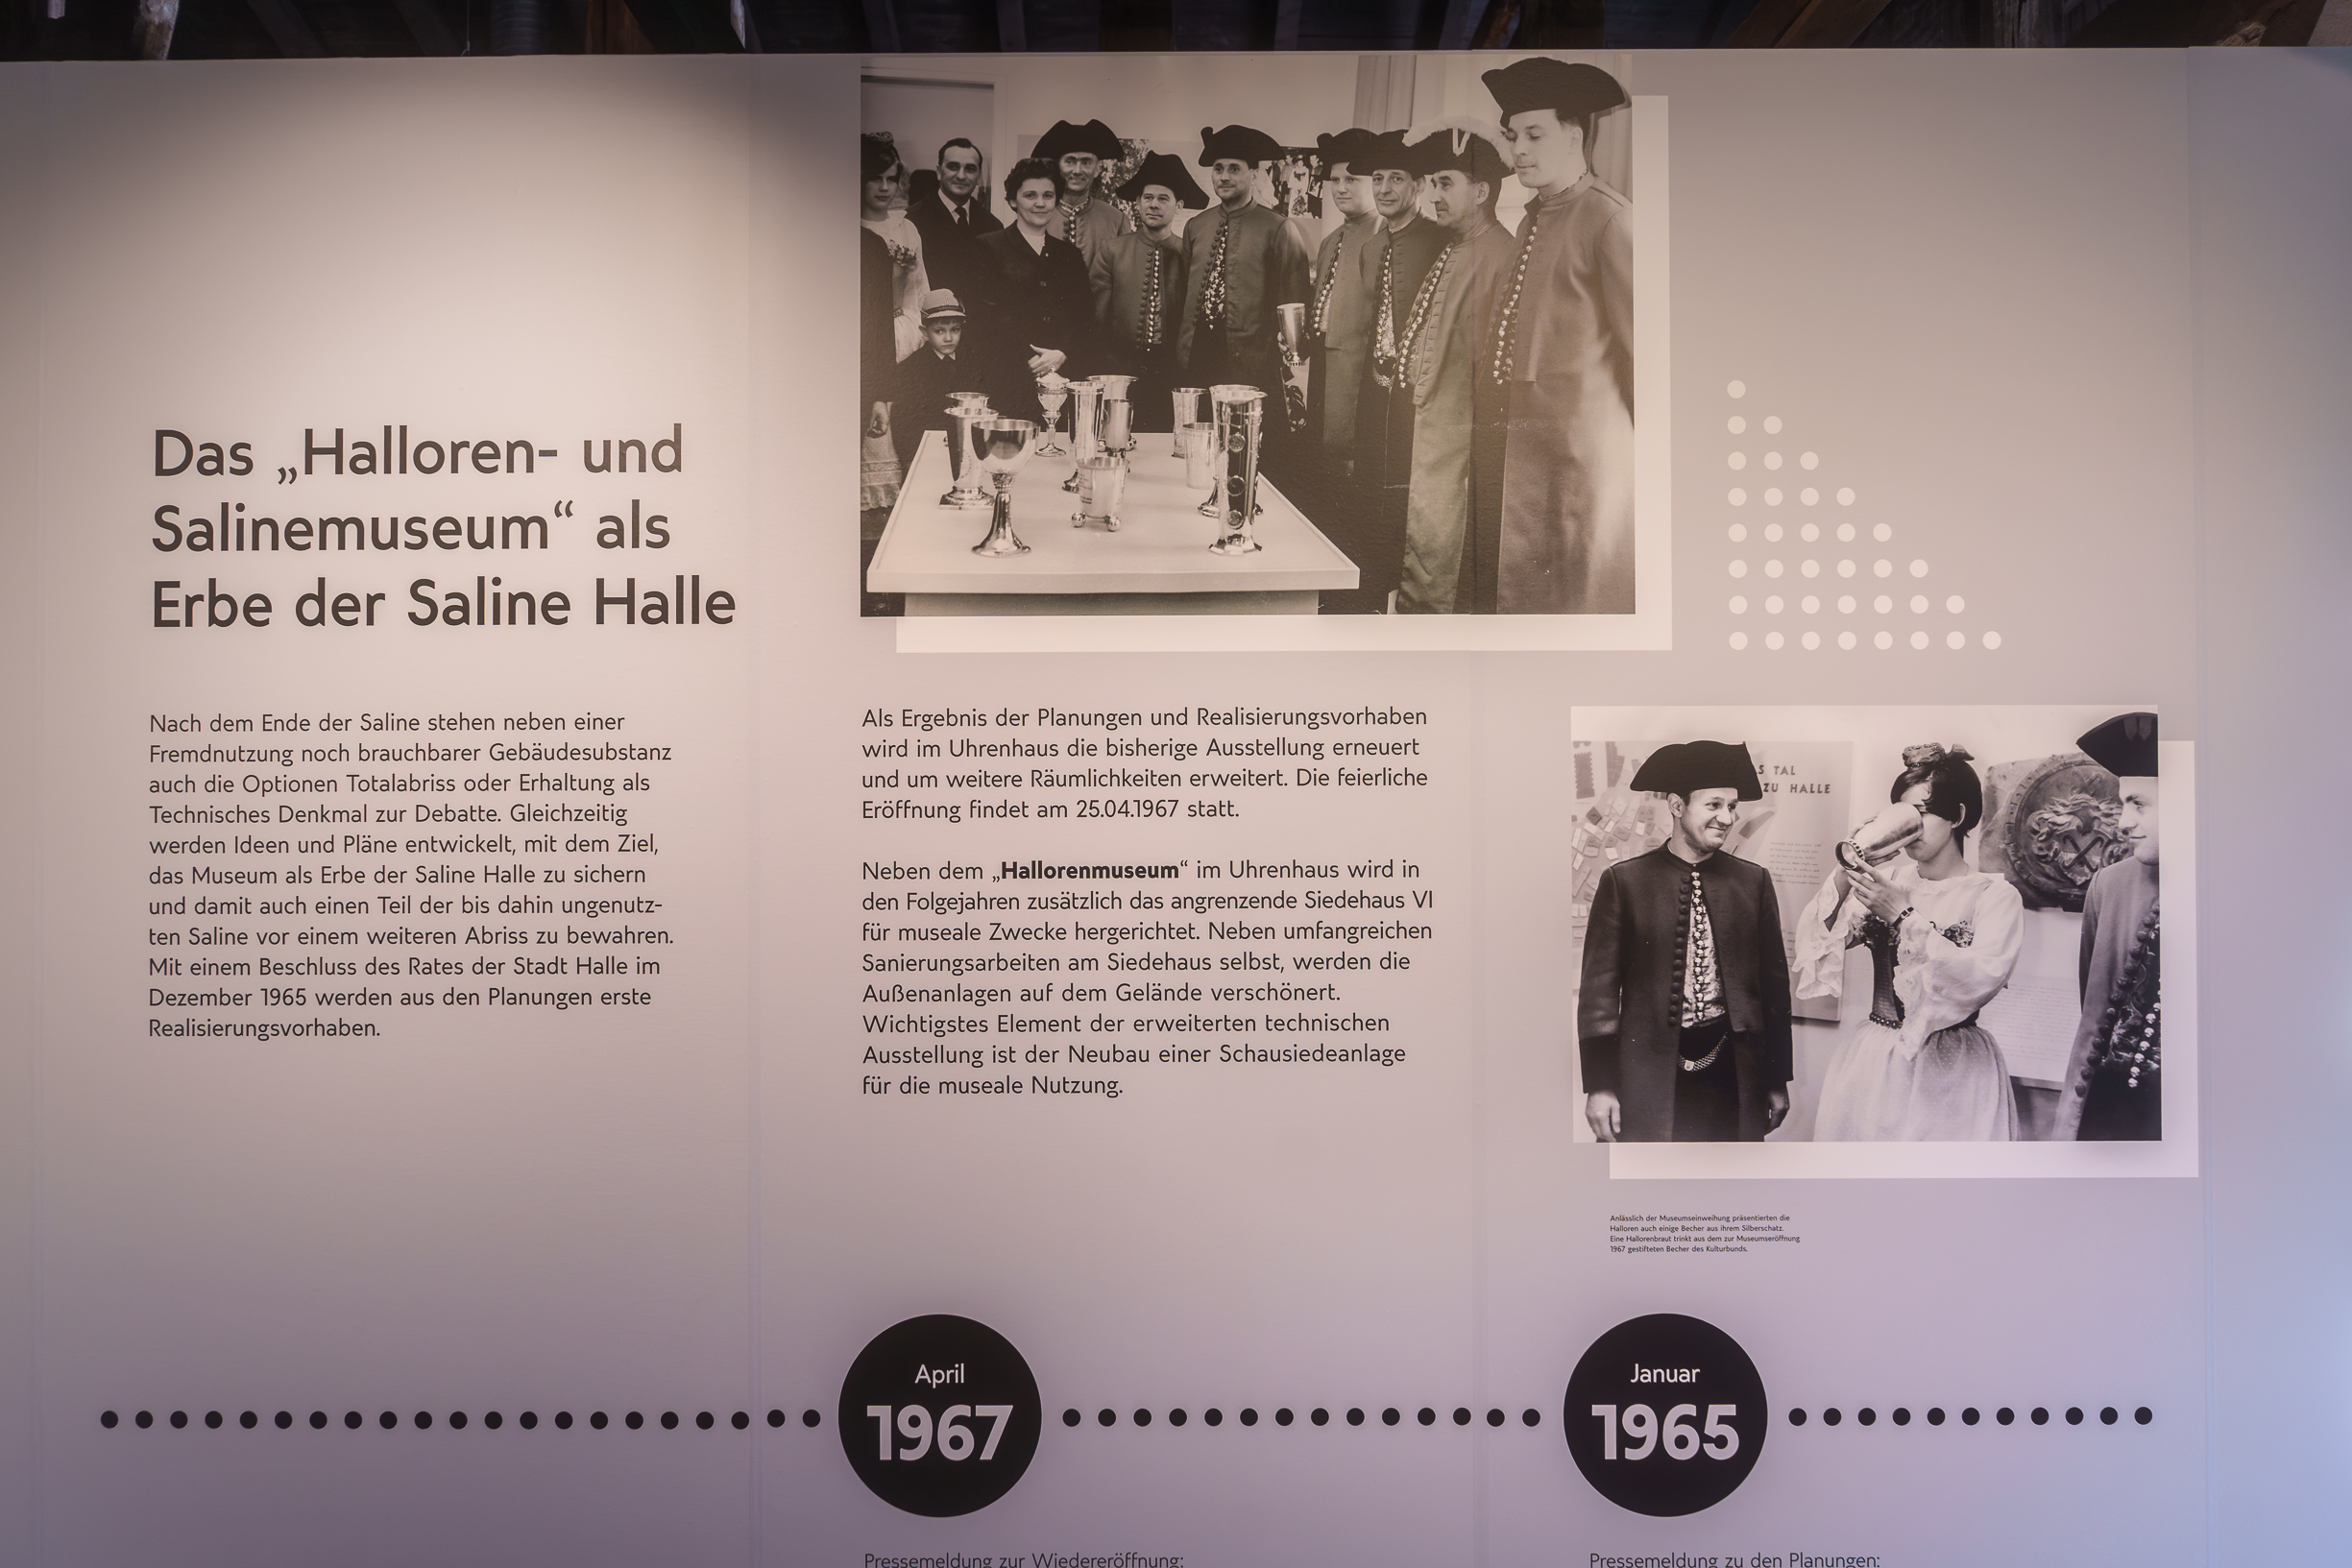 Das „Halloren- und
Salinemuseum“ als
Erbe der Saline Halle
Nach dem Ende der Saline stehen neben einer
Fremdnutzung noch brauchbarer Gebäudesubstanz
auch die Optionen Totalabriss oder Erhaltung als
Technisches Denkmal zur Debatte. Gleichzeitig
werden Ideen und Pläne entwickelt, mit dem Ziel,
das Museum als Erbe der Saline Halle zu sichern
und damit auch einen Teil der bis dahin ungenutz-
ten Saline vor einem weiteren Abriss zu bewahren.
Mit einem Beschluss des Rates der Stadt Halle im
Dezember 1965 werden aus den Planungen erste
Realisierungsvorhaben.
Als Ergebnis der Planungen und Realisierungsvorhaben
wird im Uhrenhaus die bisherige Ausstellung erneuert
und um weitere Räumlichkeiten erweitert. Die feierliche
Eröffnung findet am 25.04.1967 statt.
Neben dem „Hallorenmuseum“ im Uhrenhaus wird in
den Folgejahren zusätzlich das angrenzende Siedehaus VI
für museale Zwecke hergerichtet. Neben umfangreichen
Sanierungsarbeiten am Siedehaus selbst, werden die
Außenanlagen auf dem Gelände verschönert.
Wichtigstes Element der erweiterten technischen
Ausstellung ist der Neubau einer Schausiedeanlage
für die museale Nutzung.
S TAL
ZU HALLE
Anlässlich der Museumseinweihung präsentierten die
Halloren auch einige Becher aus ihrem Silberschatz.
Eine Hallorenbraut trinkt aus dem zur Museumseröffnung
1967 gestifteten Becher des Kulturbunds.
April
1967
Januar
1965
Pressemeldung zur Wiedereröffnung:
Pressemeldung zu den Planungen: